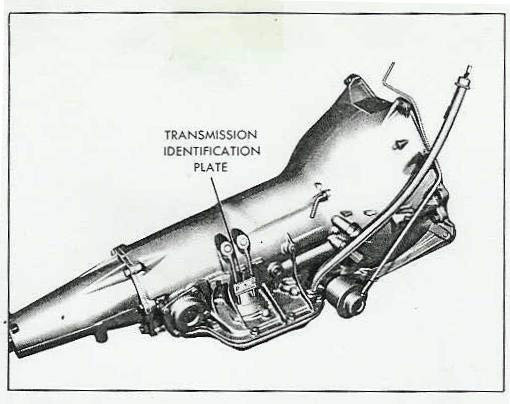 TRANSMISSION
IDENTIFICATION
PLATE